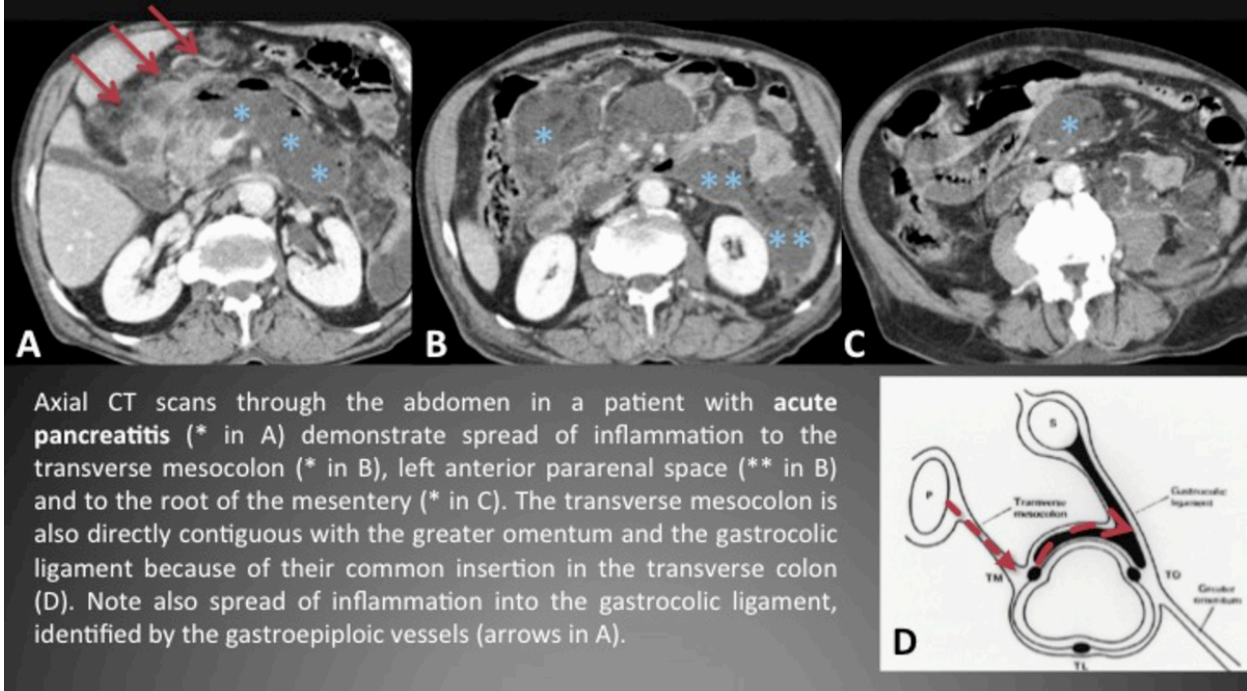 *
*
*
A
*
**
**
B
*
C
Axial CT scans through the abdomen in a patient with acute
pancreatitis (* in A) demonstrate spread of inflammation to the
transverse mesocolon (* in B), left anterior pararenal space (** in B)
and to the root of the mesentery (* in C). The transverse mesocolon is
also directly contiguous with the greater omentum and the gastrocolic
ligament because of their common insertion in the transverse colon
(D). Note also spread of inflammation into the gastrocolic ligament,
identified by the gastroepiploic vessels (arrows in A).
S
P
Transverse
mesocolon
Gastrocolic
ligament
TM
TO
Greater
omentum
TL
D